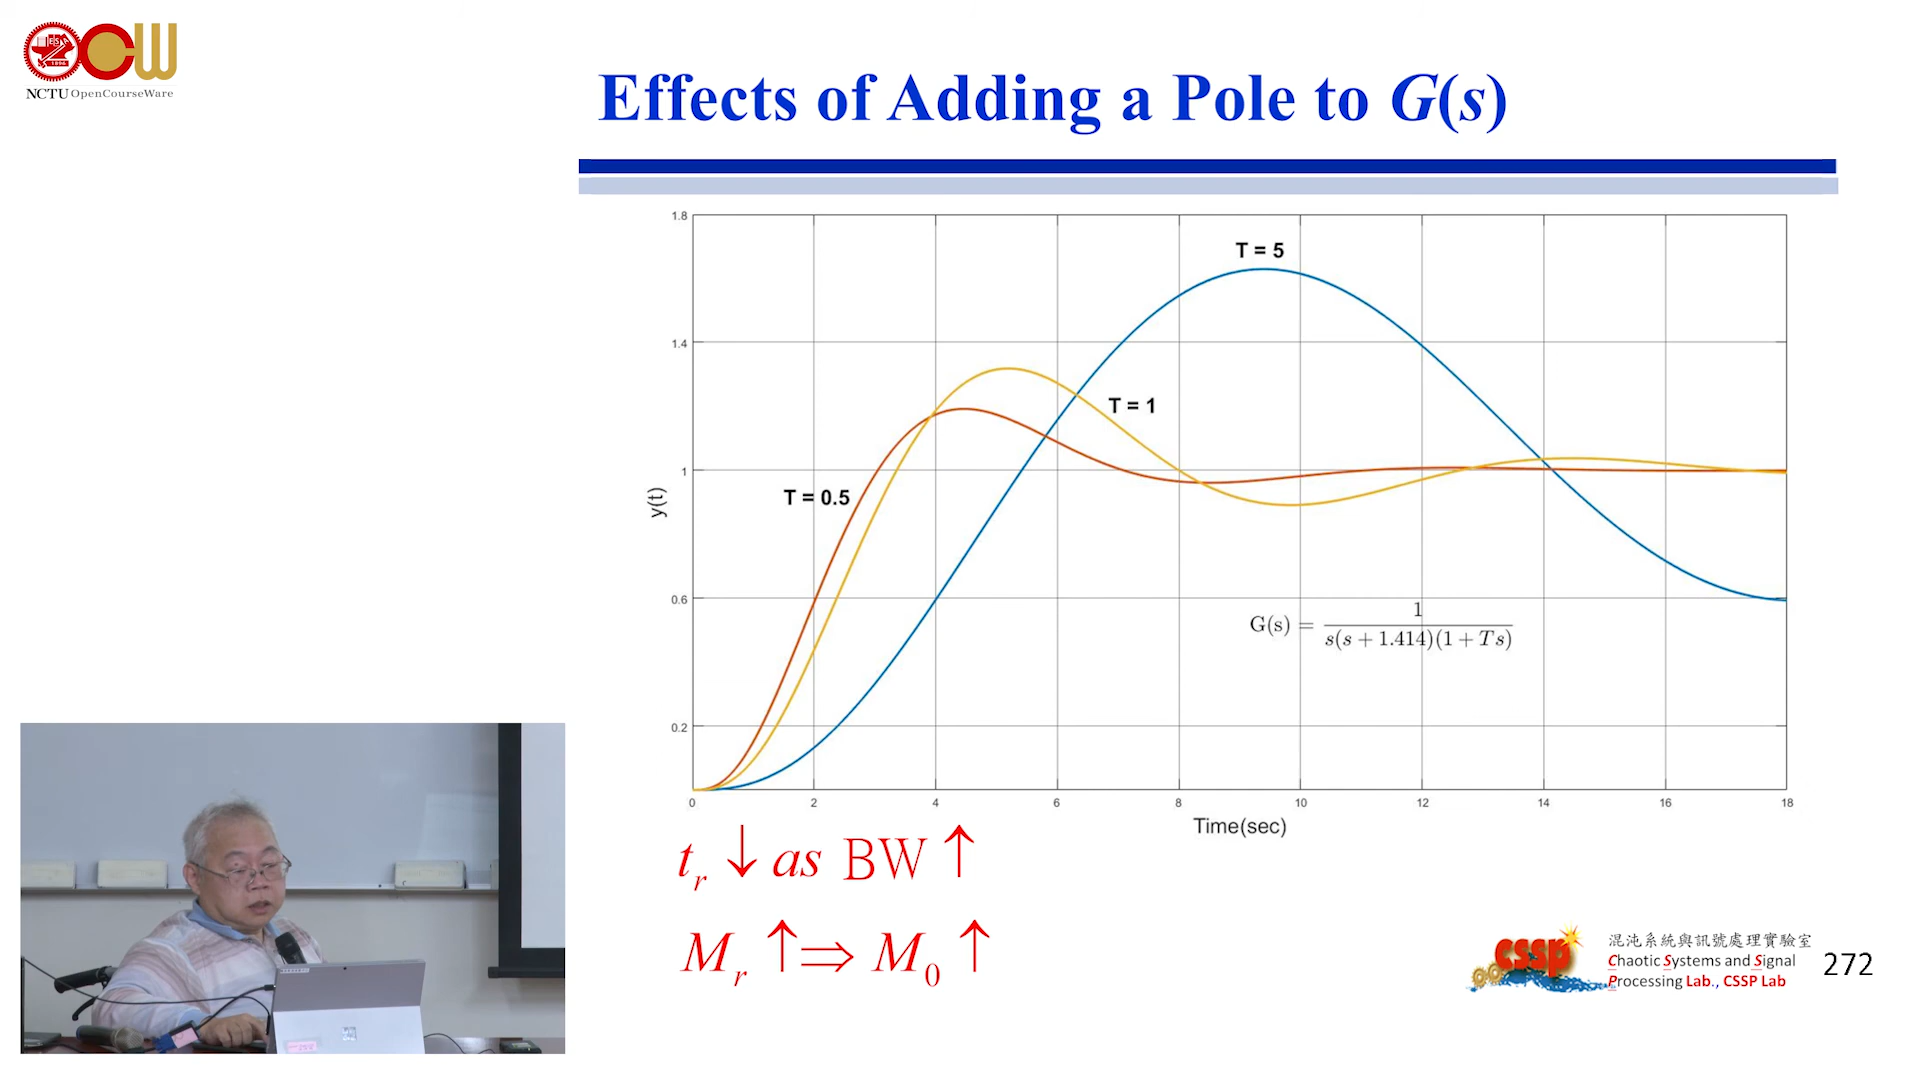 NCTU OpenCourseWare
Effects of Adding a Pole to G(s)
1.8
1.4
1
0.6
0.2
y(t)
T = 5
T = 1
T = 0.5
G(s) = 1 / s(s + 1.414)(1 + Ts)
0 2 4 6 8 10 12 14 16 18
Time(sec)
t_r ↓ as BW ↑
M_r ↑ ⇒ M_0 ↑
cssp
混沌系統與訊號處理實驗室
Chaotic Systems and Signal
Processing Lab., CSSP Lab
272